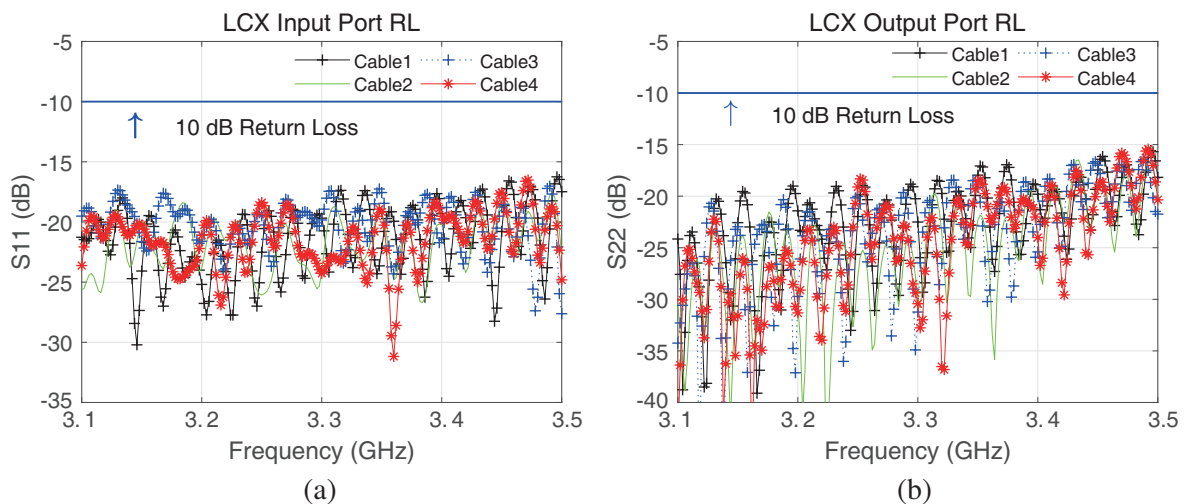 LCX Input Port RL
-5
-10
-15
-20
-25
-30
-35
S11 (dB)
Cable1
Cable3
Cable2
Cable4
↑ 10 dB Return Loss
3.1 3.2 3.3 3.4 3.5
Frequency (GHz)
(a)
LCX Output Port RL
-5
-10
-15
-20
-25
-30
-35
-40
S22 (dB)
Cable1
Cable3
Cable2
Cable4
↑ 10 dB Return Loss
3.1 3.2 3.3 3.4 3.5
Frequency (GHz)
(b)